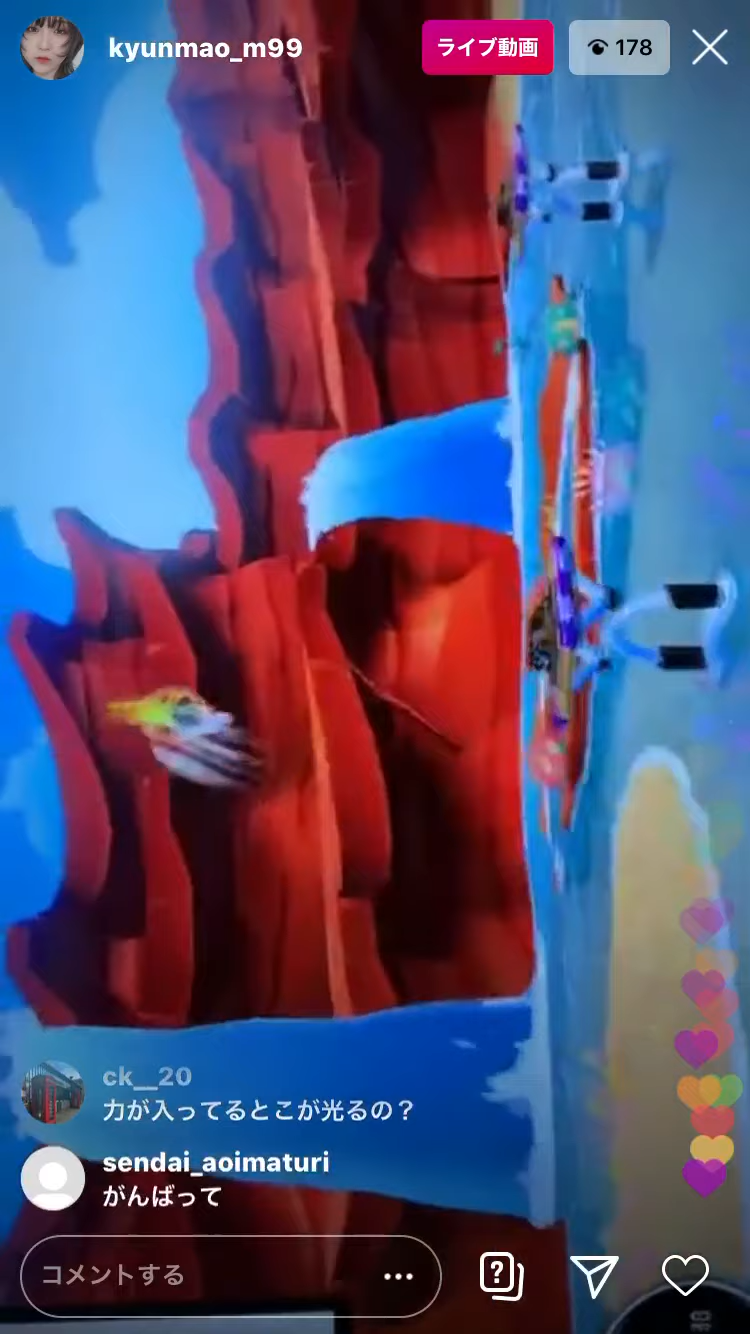 kyunmao_m99
ライブ動画
178
ck__20
力が入ってるとこが光るの？
sendai_aoimaturi
がんばって
コメントする
?